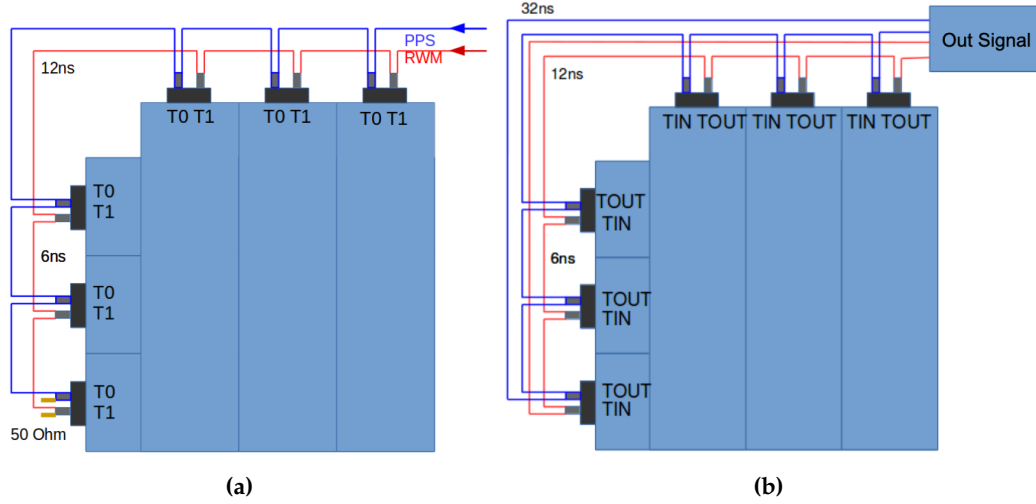 PPS
RWM
12ns
T0 T1
T0 T1
T0 T1
T0
T1
6ns
T0
T1
T0
T1
50 Ohm
(a)
32ns
Out Signal
12ns
TIN TOUT
TIN TOUT
TIN TOUT
TOUT
TIN
6ns
TOUT
TIN
TOUT
TIN
(b)